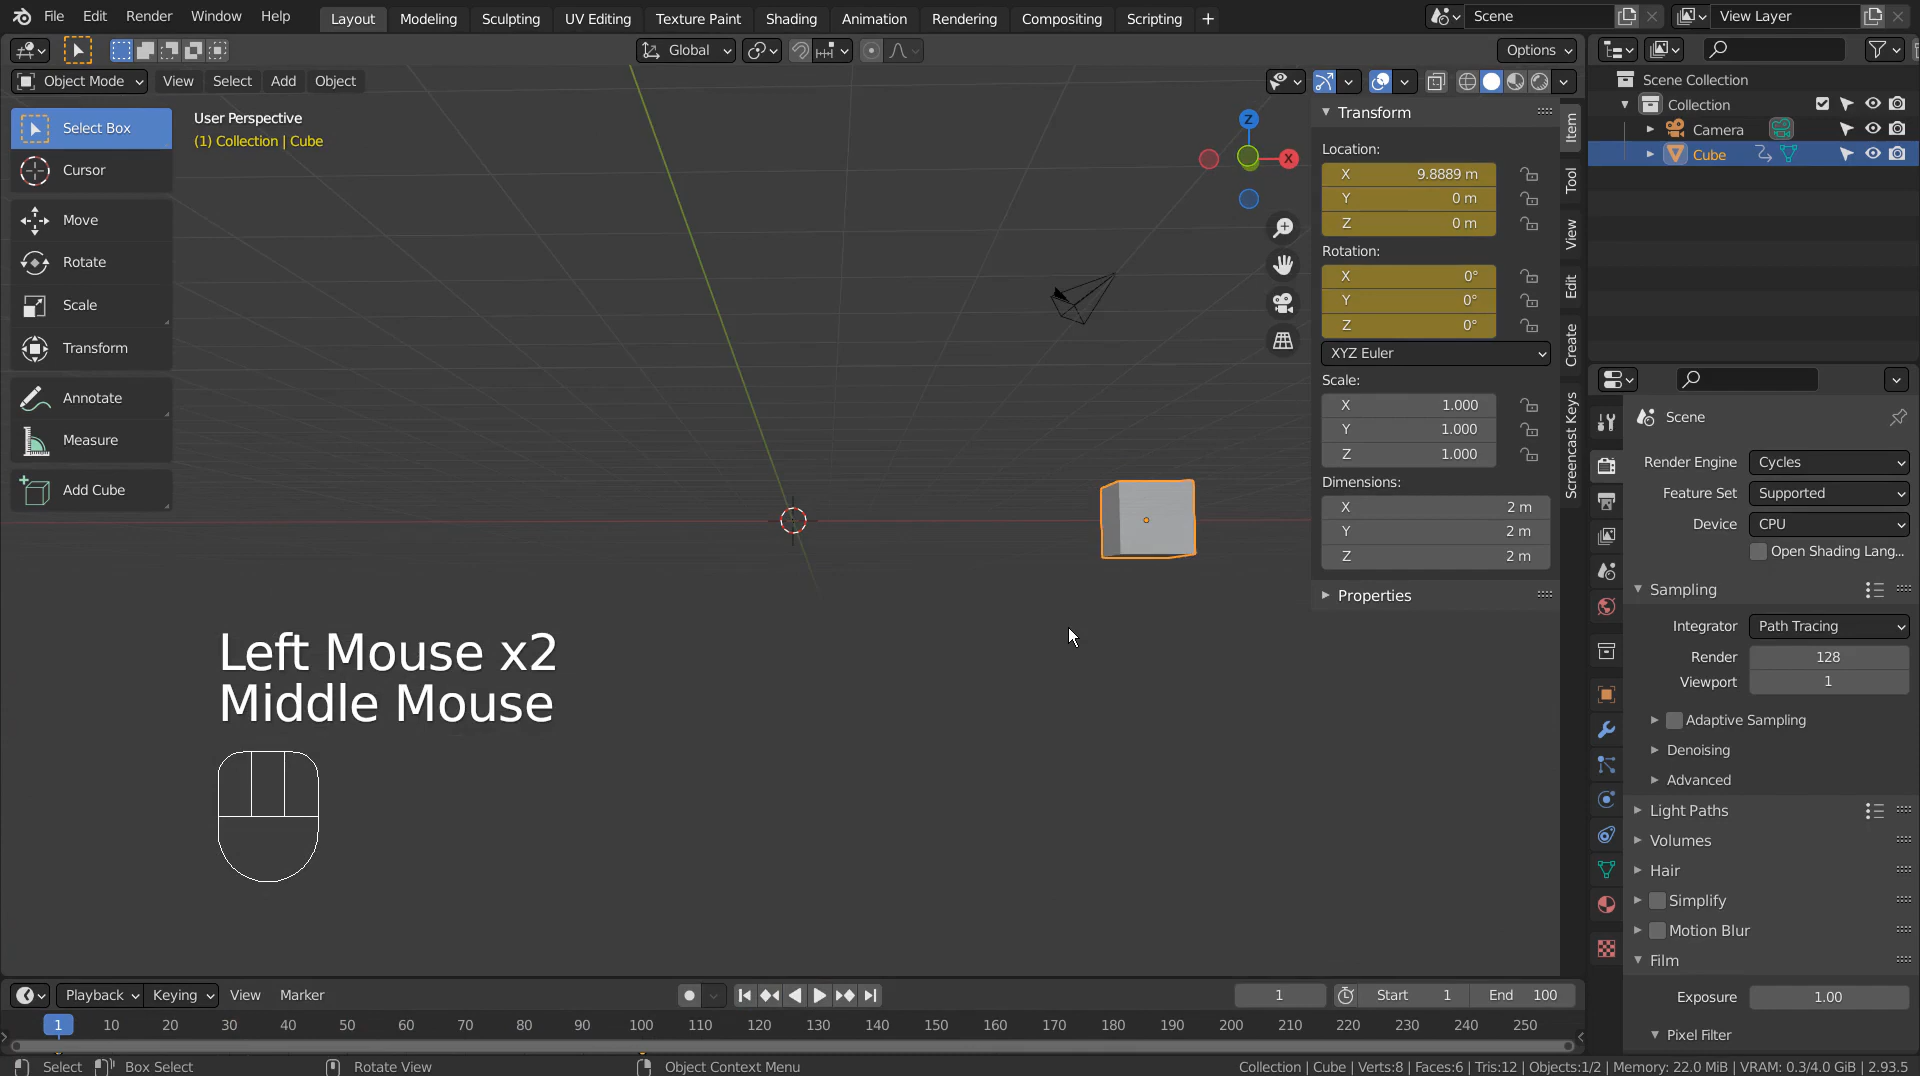 File Edit Render Window Help Layout Modeling Sculpting UV Editing Texture Paint Shading Animation Rendering Compositing Scripting + Scene View Layer
Global Options
Object Mode View Select Add Object
Select Box
Cursor
Move
Rotate
Scale
Transform
Annotate
Measure
Add Cube
User Perspective
(1) Collection | Cube
Z
X
Left Mouse x2
Middle Mouse
Transform
Location:
X 9.8889 m
Y 0 m
Z 0 m
Rotation:
X 0°
Y 0°
Z 0°
XYZ Euler
Scale:
X 1.000
Y 1.000
Z 1.000
Dimensions:
X 2 m
Y 2 m
Z 2 m
Properties
Item
Tool
View
Edit
Create
Screencast Keys
Scene Collection
Collection
Camera
Cube
Scene
Render Engine Cycles
Feature Set Supported
Device CPU
Open Shading Lang...
Sampling
Integrator Path Tracing
Render 128
Viewport 1
Adaptive Sampling
Denoising
Advanced
Light Paths
Volumes
Hair
Simplify
Motion Blur
Film
Exposure 1.00
Pixel Filter
Playback Keying View Marker 1 Start 1 End 100
1 10 20 30 40 50 60 70 80 90 100 110 120 130 140 150 160 170 180 190 200 210 220 230 240 250
Select Box Select Rotate View Object Context Menu Collection | Cube | Verts:8 | Faces:6 | Tris:12 | Objects:1/2 | Memory: 22.0 MiB | VRAM: 0.3/4.0 GiB | 2.93.5